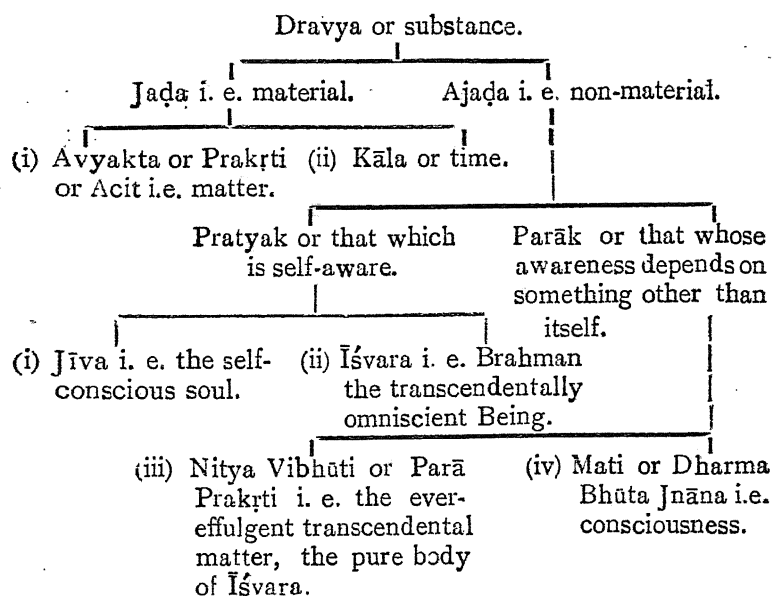 Dravya or substance.
Jaḍa i. e. material.
Ajaḍa i. e. non-material.
(i) Avyakta or Prakṛti
or Acit i.e. matter.
(ii) Kāla or time.
Pratyak or that which
is self-aware.
Parāk or that whose
awareness depends on
something other than
itself.
(i) Jīva i. e. the self-
conscious soul.
(ii) Īśvara i. e. Brahman
the transcendentally
omniscient Being.
(iii) Nitya Vibhūti or Parā
Prakṛti i. e. the ever-
effulgent transcendental
matter, the pure body
of Īśvara.
(iv) Mati or Dharma
Bhūta Jnāna i.e.
consciousness.